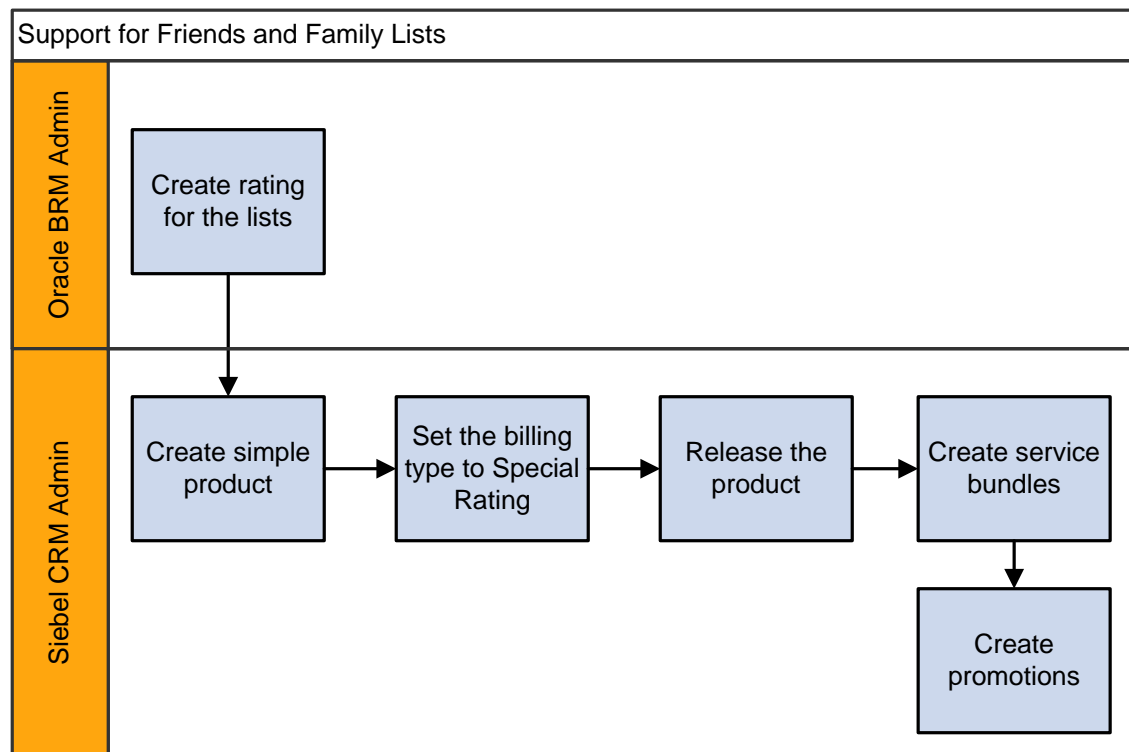 Support for Friends and Family Lists
Oracle BRM Admin
Create rating
for the lists
Siebel CRM Admin
Create simple
product
Set the billing
type to Special
Rating
Release the
product
Create service
bundles
Create
promotions